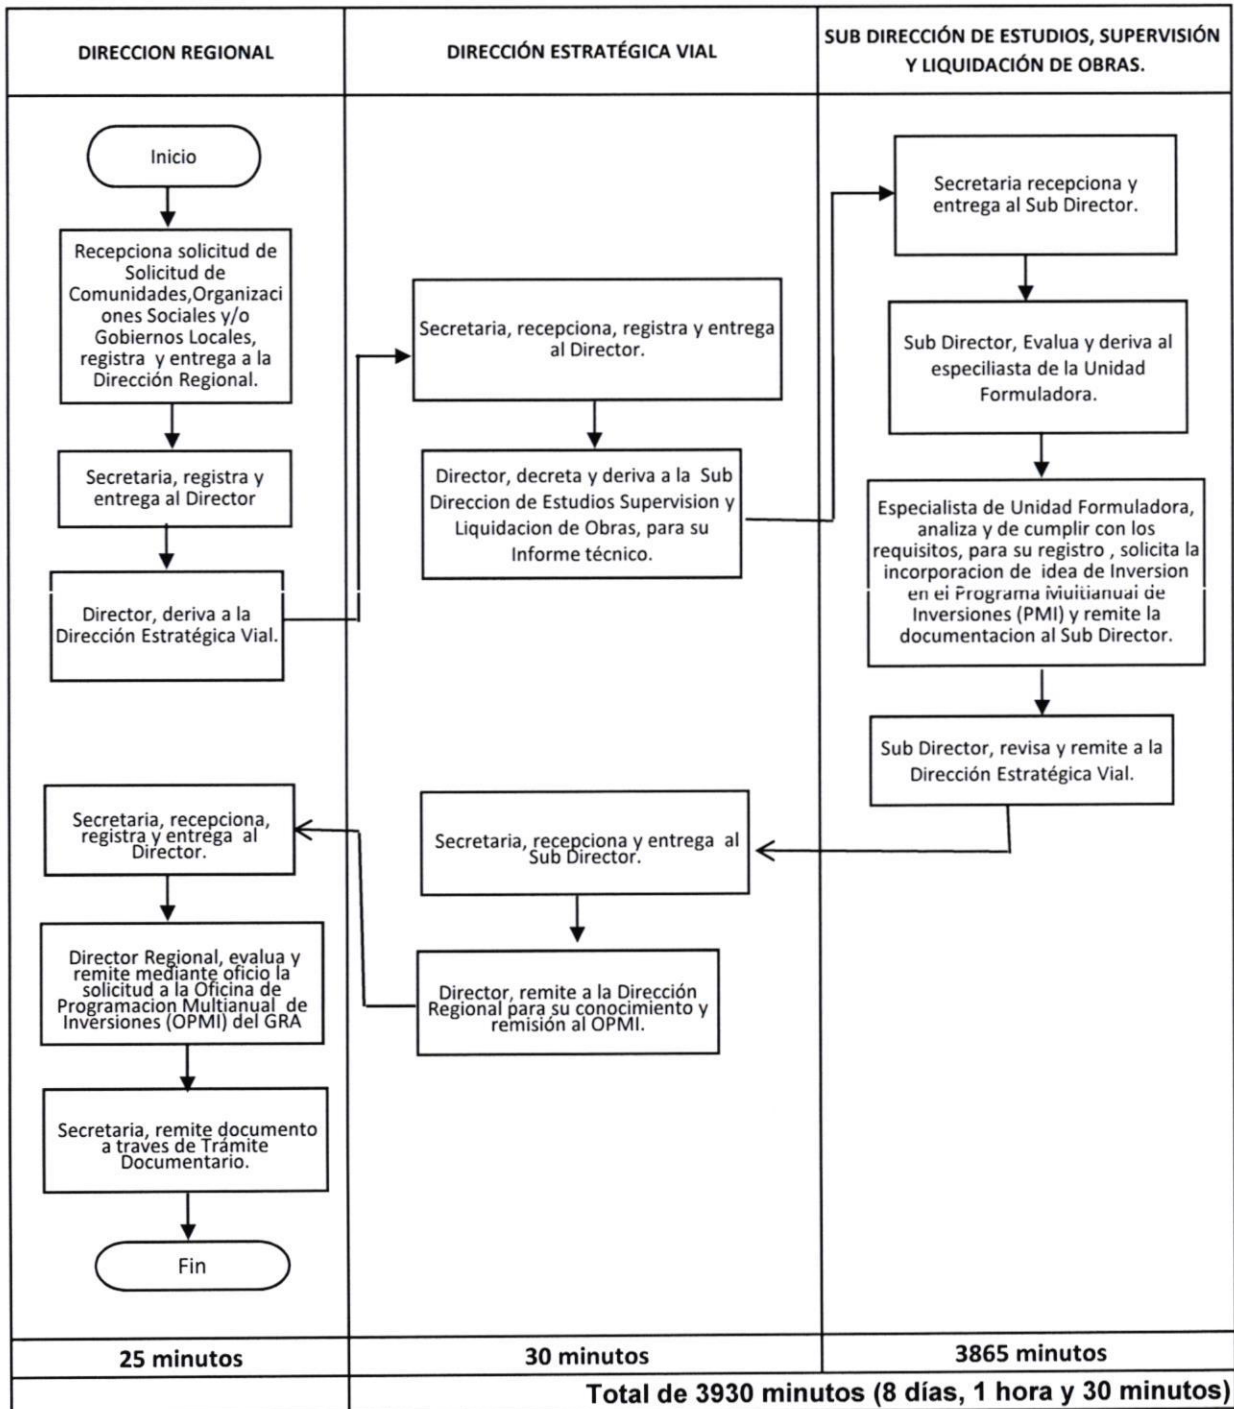 DIRECCION REGIONAL
DIRECCIÓN ESTRATÉGICA VIAL
SUB DIRECCIÓN DE ESTUDIOS, SUPERVISIÓN
Y LIQUIDACIÓN DE OBRAS.
Inicio
Recepciona solicitud de
Solicitud de
Comunidades,Organizaci
ones Sociales y/o
Gobiernos Locales,
registra y entrega a la
Dirección Regional.
Secretaria, registra y
entrega al Director
Director, deriva a la
Dirección Estratégica Vial.
Secretaria, recepciona, registra y entrega
al Director.
Director, decreta y deriva a la Sub
Direccion de Estudios Supervision y
Liquidacion de Obras, para su
Informe técnico.
Secretaria recepciona y
entrega al Sub Director.
Sub Director, Evalua y deriva al
especiliasta de la Unidad
Formuladora.
Especialista de Unidad Formuladora,
analiza y de cumplir con los
requisitos, para su registro , solicita la
incorporacion de idea de Inversion
en el Programa Multianual de
Inversiones (PMI) y remite la
documentacion al Sub Director.
Sub Director, revisa y remite a la
Dirección Estratégica Vial.
Secretaria, recepciona y entrega al
Sub Director.
Director, remite a la Dirección
Regional para su conocimiento y
remisión al OPMI.
Secretaria, recepciona,
registra y entrega al
Director.
Director Regional, evalua y
remite mediante oficio la
solicitud a la Oficina de
Programacion Multianual de
Inversiones (OPMI) del GRA
Secretaria, remite documento
a traves de Trámite
Documentario.
Fin
25 minutos
30 minutos
3865 minutos
Total de 3930 minutos (8 días, 1 hora y 30 minutos)